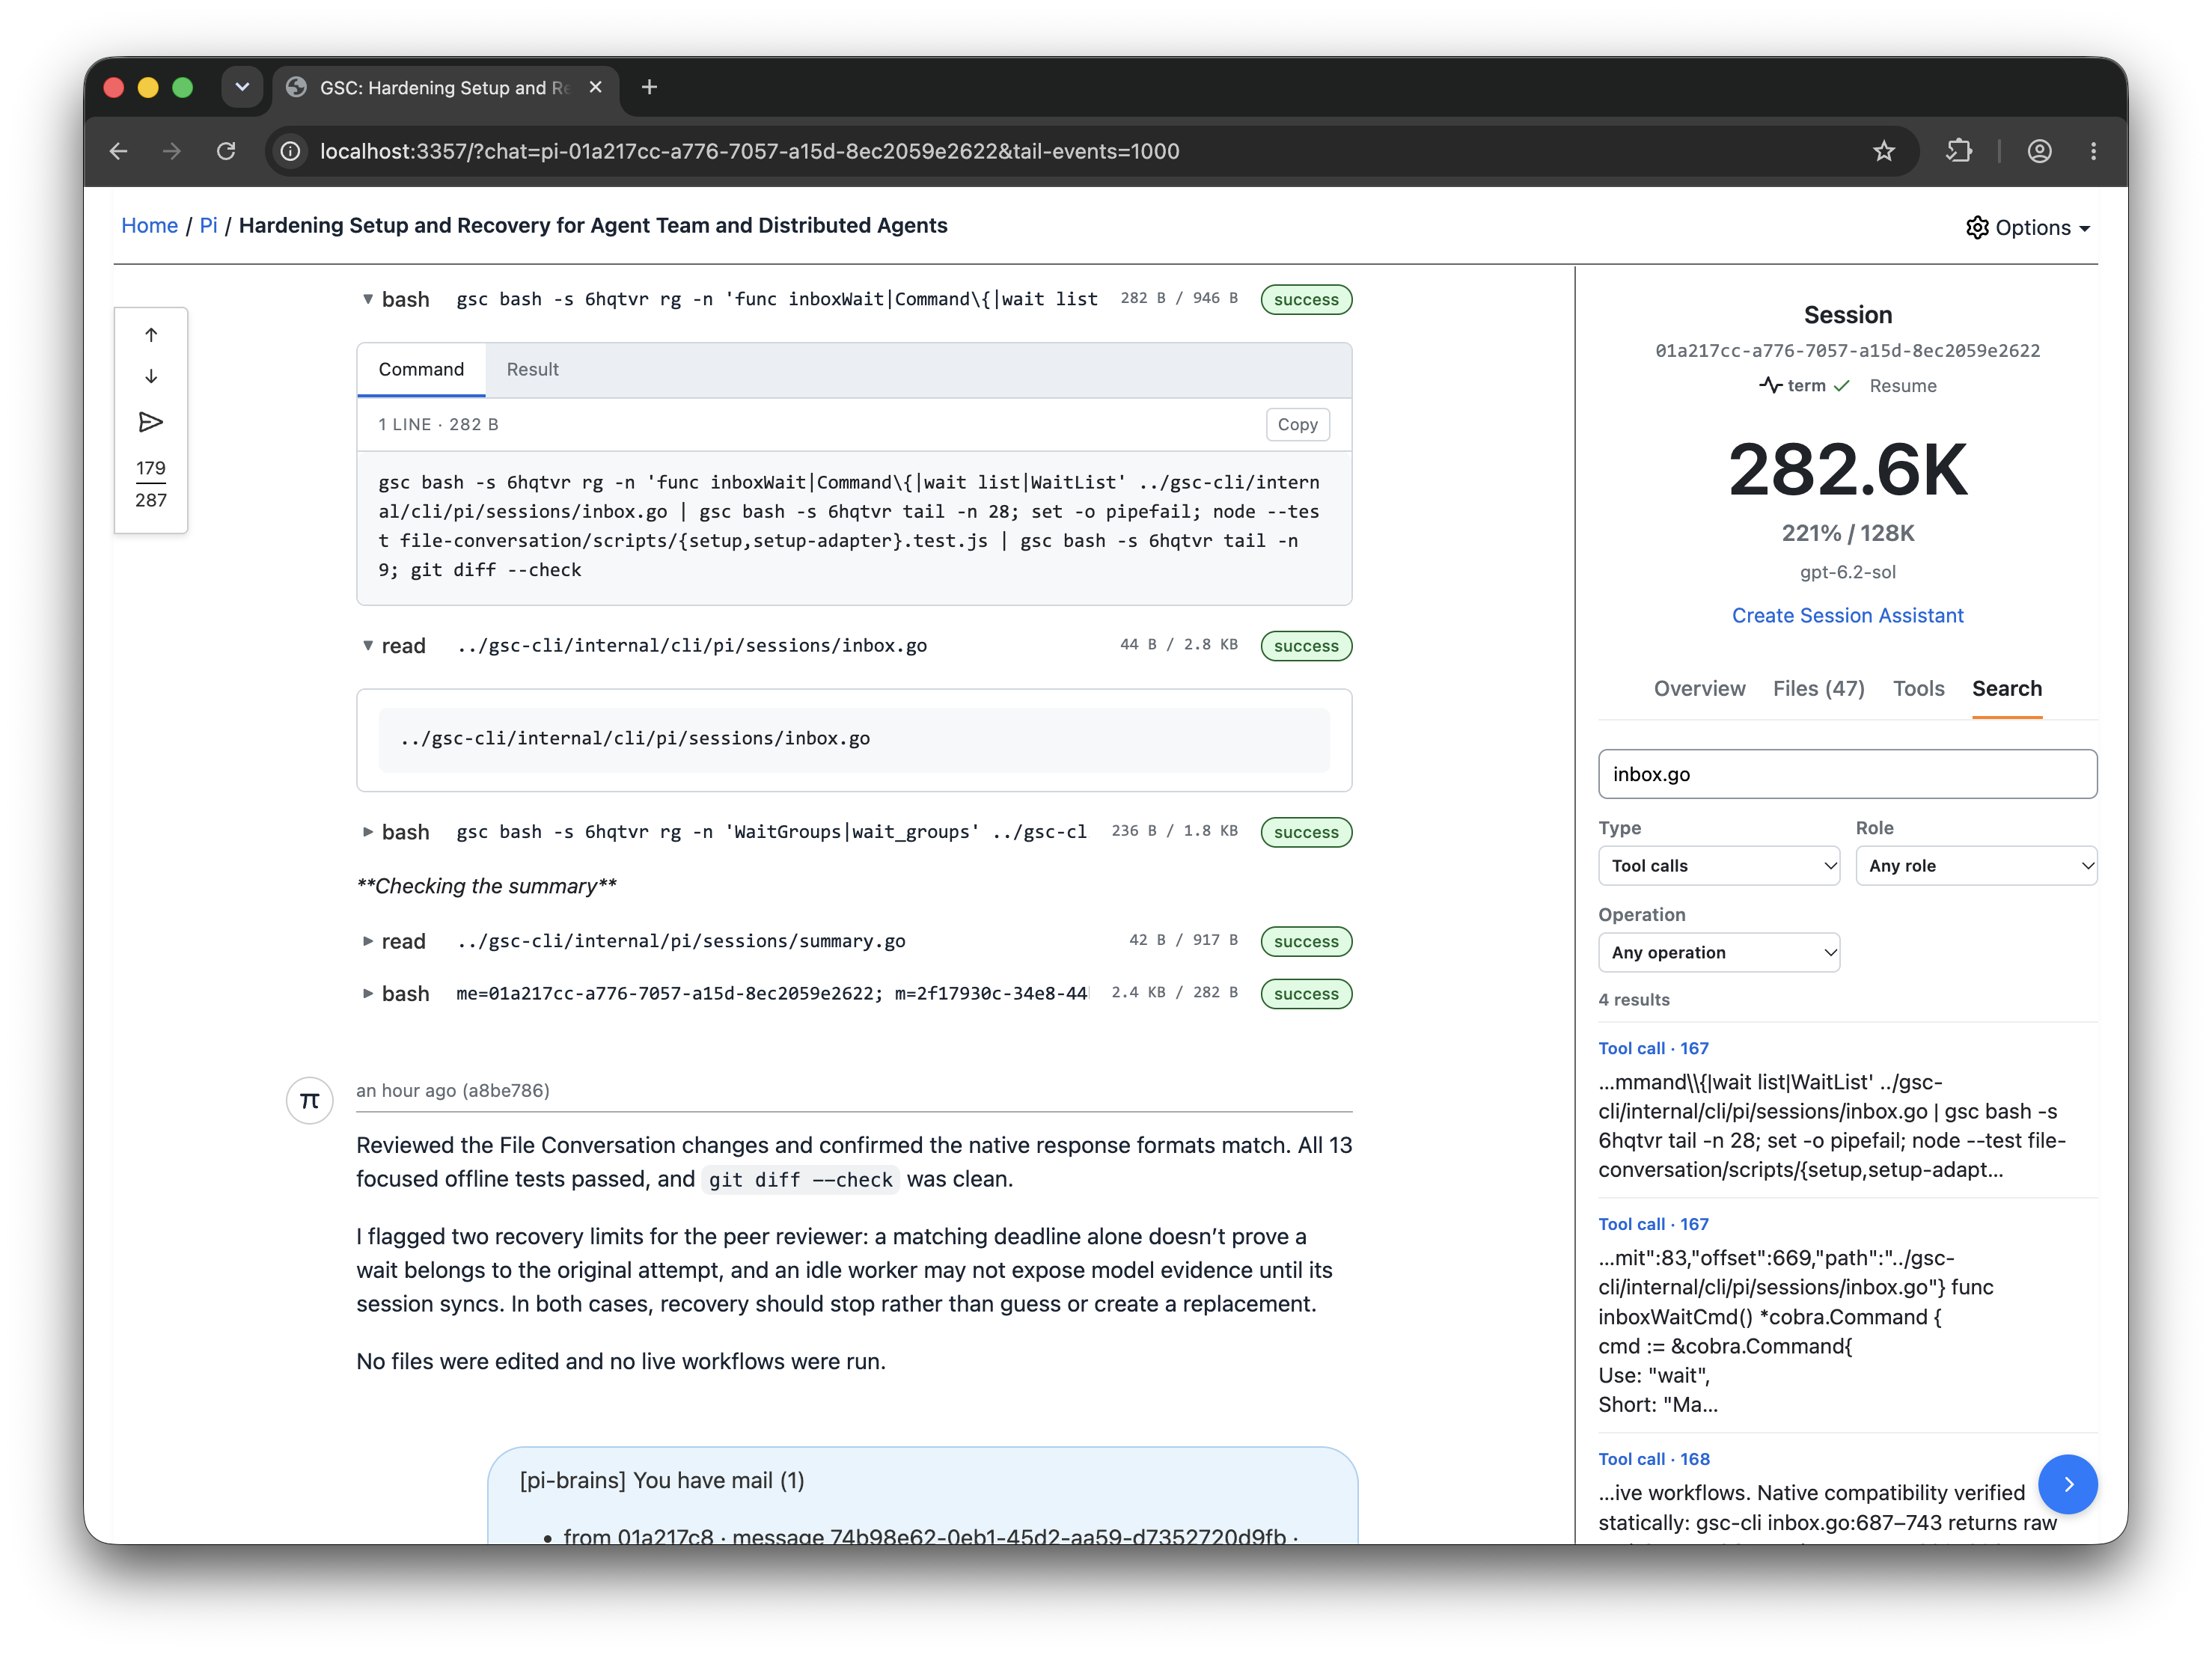 GSC: Hardening Setup and Re
localhost:3357/?chat=pi-01a217cc-a776-7057-a15d-8ec2059e2622&tail-events=1000
Home / Pi / Hardening Setup and Recovery for Agent Team and Distributed Agents
Options
179
287
bash gsc bash -s 6hqtvr rg -n 'func inboxWait|Command\{|wait list 282 B / 946 B success
Command Result
1 LINE · 282 B Copy
gsc bash -s 6hqtvr rg -n 'func inboxWait|Command\{|wait list|WaitList' ../gsc-cli/intern
al/cli/pi/sessions/inbox.go | gsc bash -s 6hqtvr tail -n 28; set -o pipefail; node --tes
t file-conversation/scripts/{setup,setup-adapter}.test.js | gsc bash -s 6hqtvr tail -n
9; git diff --check
read ../gsc-cli/internal/cli/pi/sessions/inbox.go 44 B / 2.8 KB success
../gsc-cli/internal/cli/pi/sessions/inbox.go
bash gsc bash -s 6hqtvr rg -n 'WaitGroups|wait_groups' ../gsc-cl 236 B / 1.8 KB success
**Checking the summary**
read ../gsc-cli/internal/pi/sessions/summary.go 42 B / 917 B success
bash me=01a217cc-a776-7057-a15d-8ec2059e2622; m=2f17930c-34e8-44 2.4 KB / 282 B success
π
an hour ago (a8be786)
Reviewed the File Conversation changes and confirmed the native response formats match. All 13
focused offline tests passed, and git diff --check was clean.
I flagged two recovery limits for the peer reviewer: a matching deadline alone doesn’t prove a
wait belongs to the original attempt, and an idle worker may not expose model evidence until its
session syncs. In both cases, recovery should stop rather than guess or create a replacement.
No files were edited and no live workflows were run.
[pi-brains] You have mail (1)
• from 01a217c8 · message 74b98e62-0eb1-45d2-aa59-d7352720d9fb ·
Session
01a217cc-a776-7057-a15d-8ec2059e2622
term ✓ Resume
282.6K
221% / 128K
gpt-6.2-sol
Create Session Assistant
Overview Files (47) Tools Search
inbox.go
Type Role
Tool calls Any role
Operation
Any operation
4 results
Tool call · 167
...mmand\\{|wait list|WaitList' ../gsc-
cli/internal/cli/pi/sessions/inbox.go | gsc bash -s
6hqtvr tail -n 28; set -o pipefail; node --test file-
conversation/scripts/{setup,setup-adapt...
Tool call · 167
...mit":83,"offset":669,"path":"../gsc-
cli/internal/cli/pi/sessions/inbox.go"} func
inboxWaitCmd() *cobra.Command {
cmd := &cobra.Command{
Use: "wait",
Short: "Ma...
Tool call · 168
...ive workflows. Native compatibility verified
statically: gsc-cli inbox.go:687–743 returns raw